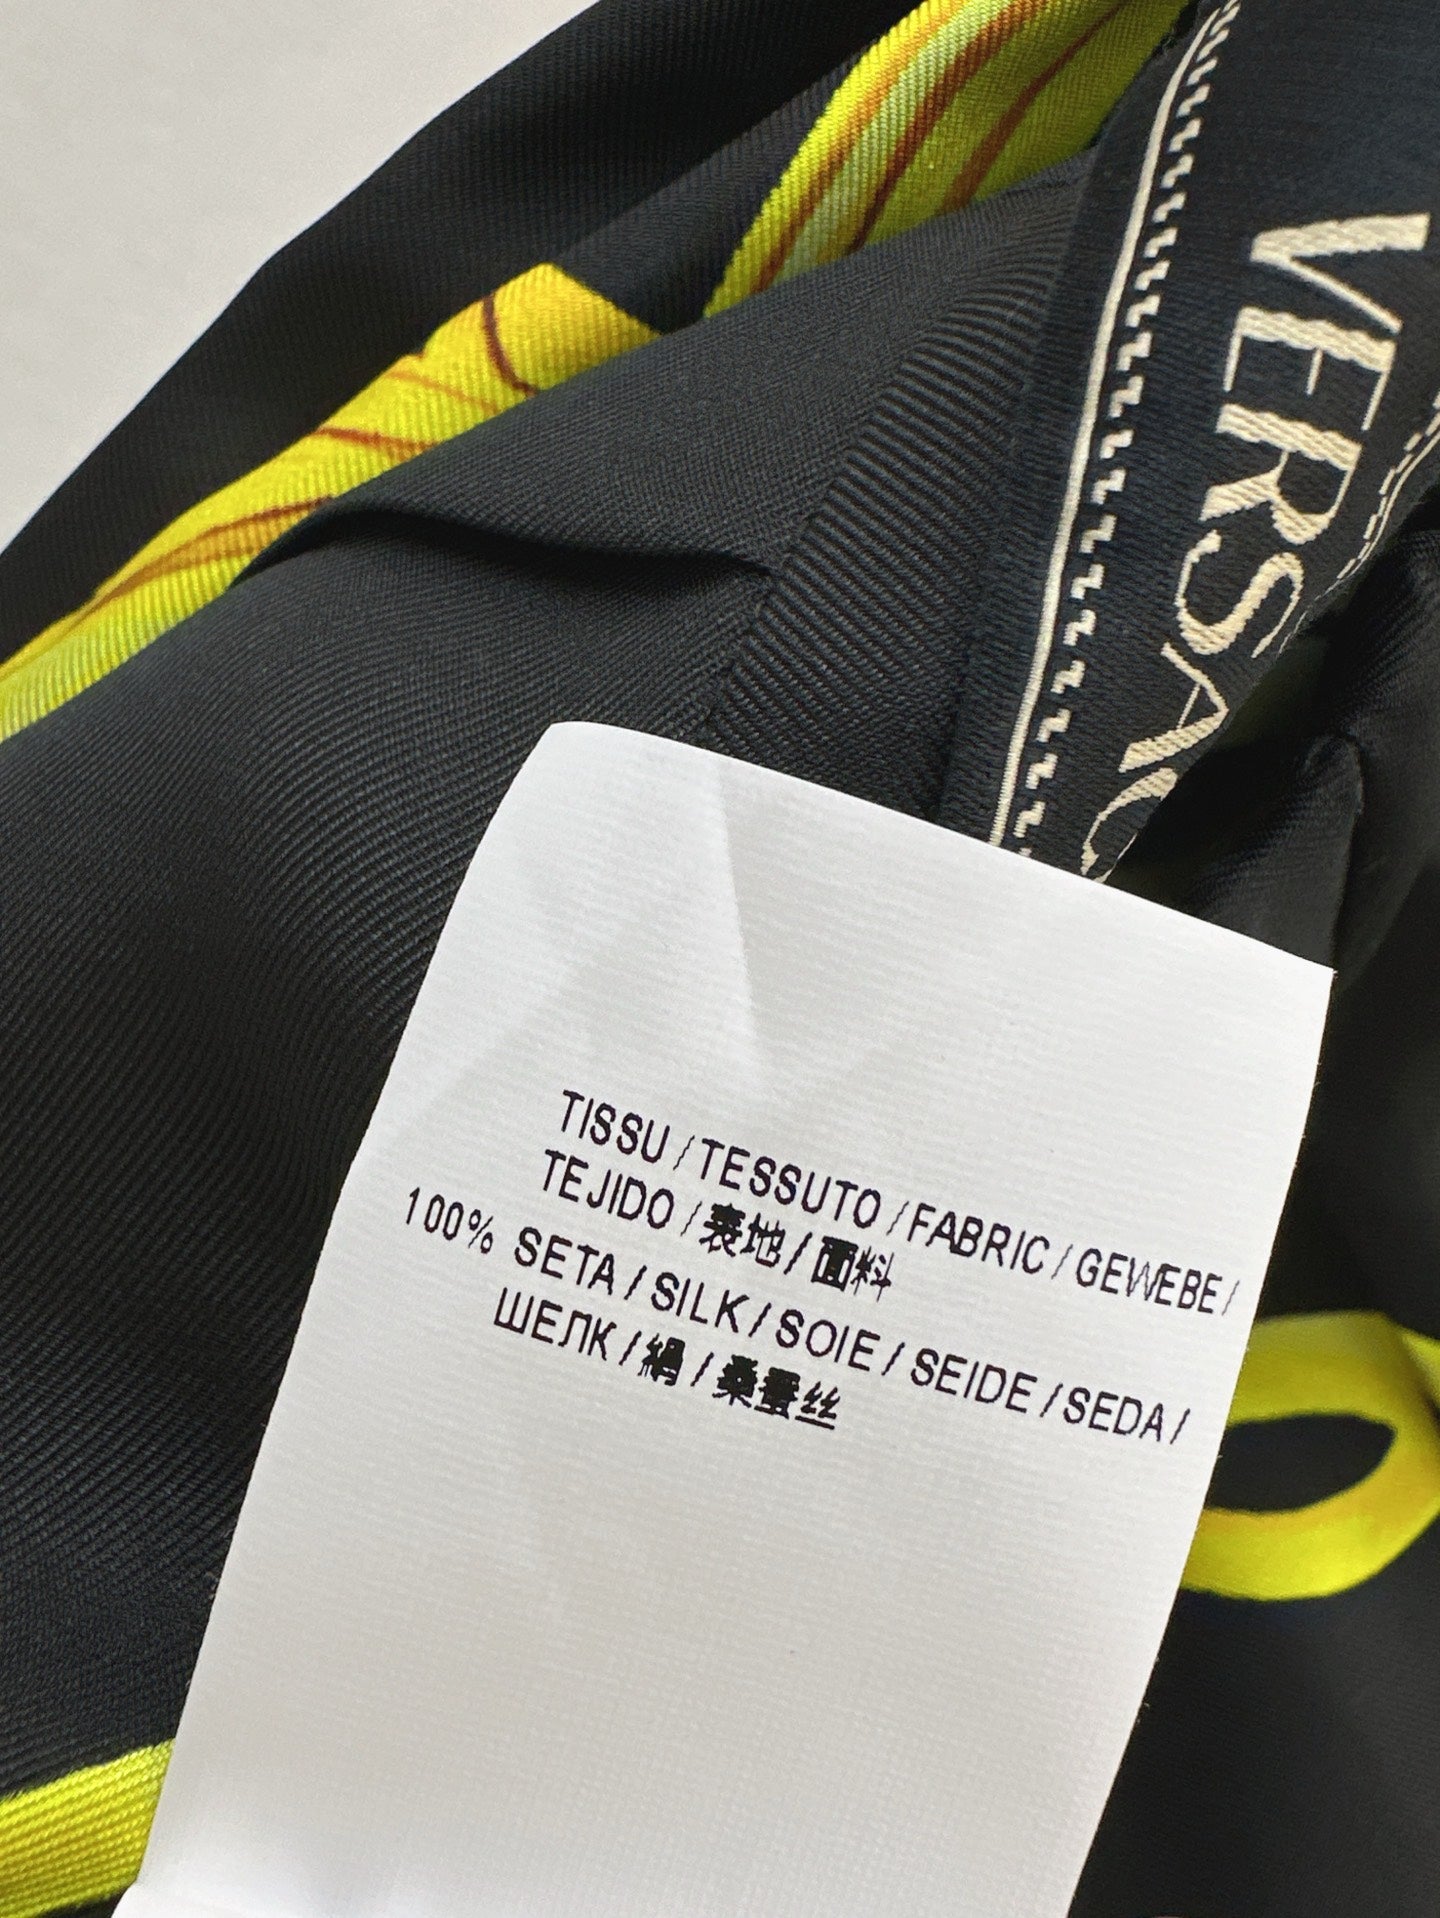 VERSAC
TISSU / TESSUTO / FABRIC / GEWEBE /
TEJIDO / 表地 / 面料
100% SETA / SILK / SOIE / SEIDE / SEDA /
ШЕЛК / 絹 / 桑蚕丝